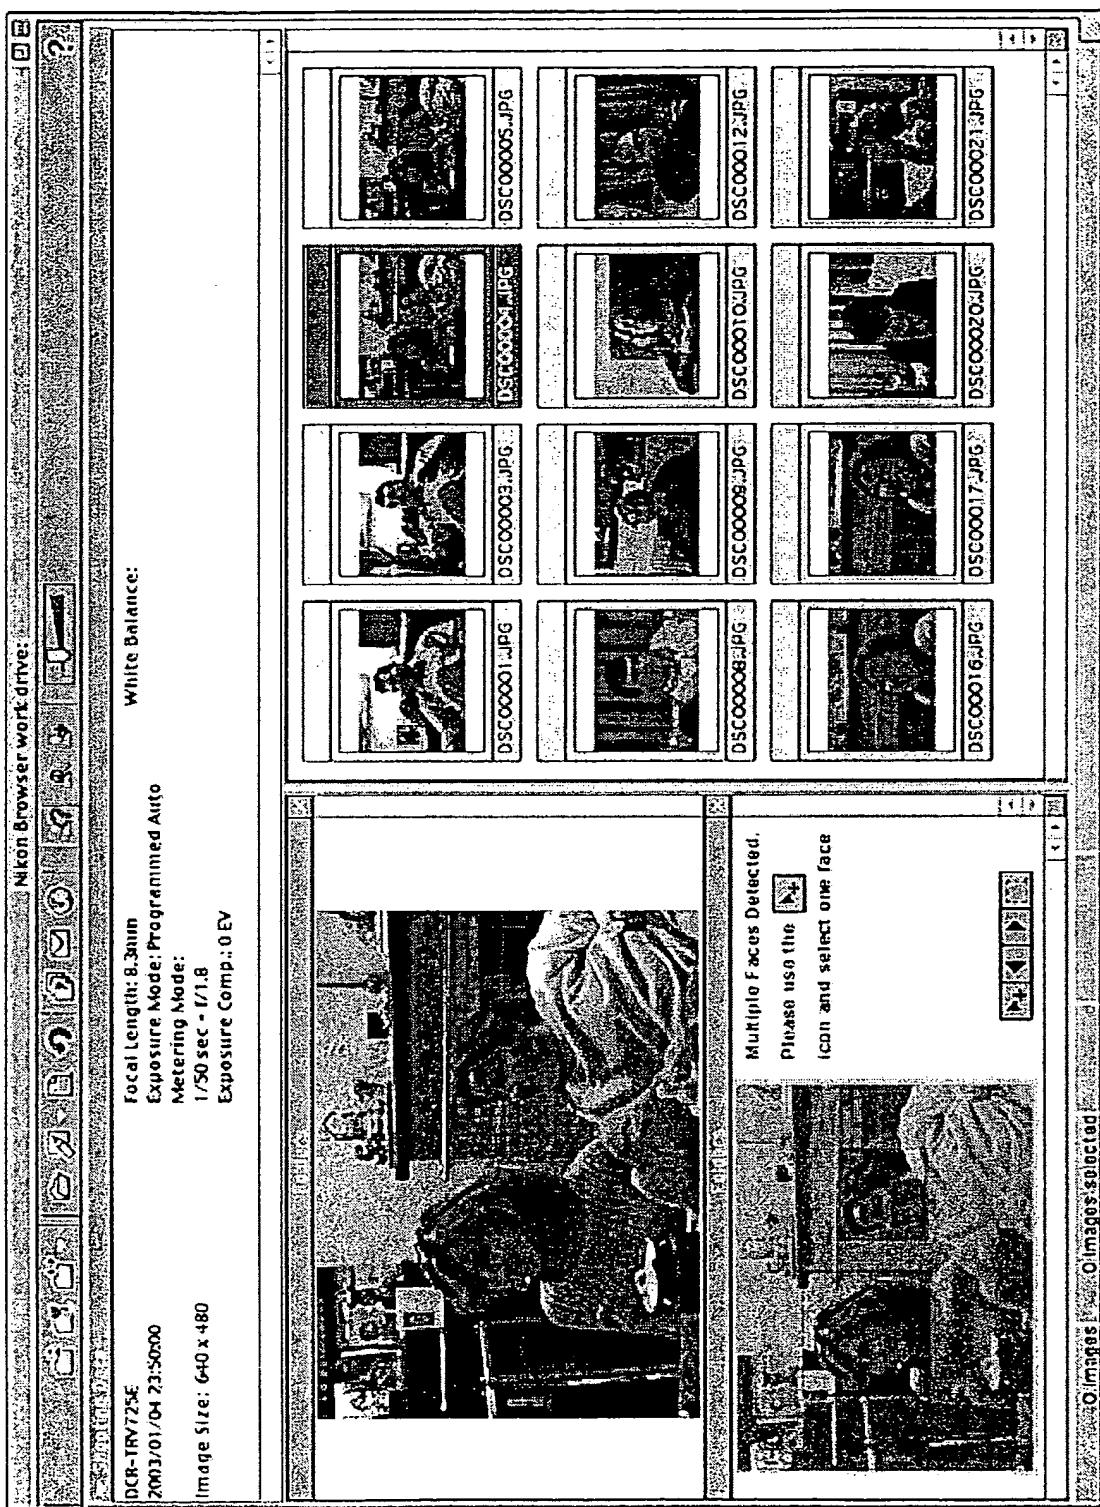 Nikon Browser work drive:
?
DCR-TRV725E
2003/01/04 23:50:00
Image Size: 640 x 480
Focal Length: 8.3mm
Exposure Mode: Programmed Auto
Metering Mode:
1/50 sec - f/1.8
Exposure Comp.: 0 EV
White Balance:
DSC00001.JPG
DSC00003.JPG
DSC00004.JPG
DSC00005.JPG
DSC00008.JPG
DSC00009.JPG
DSC00010.JPG
DSC00012.JPG
DSC00016.JPG
DSC00017.JPG
DSC00020.JPG
DSC00021.JPG
Multiple Faces Detected.
Please use the
icon and select one face
0 Images
0 Images selected